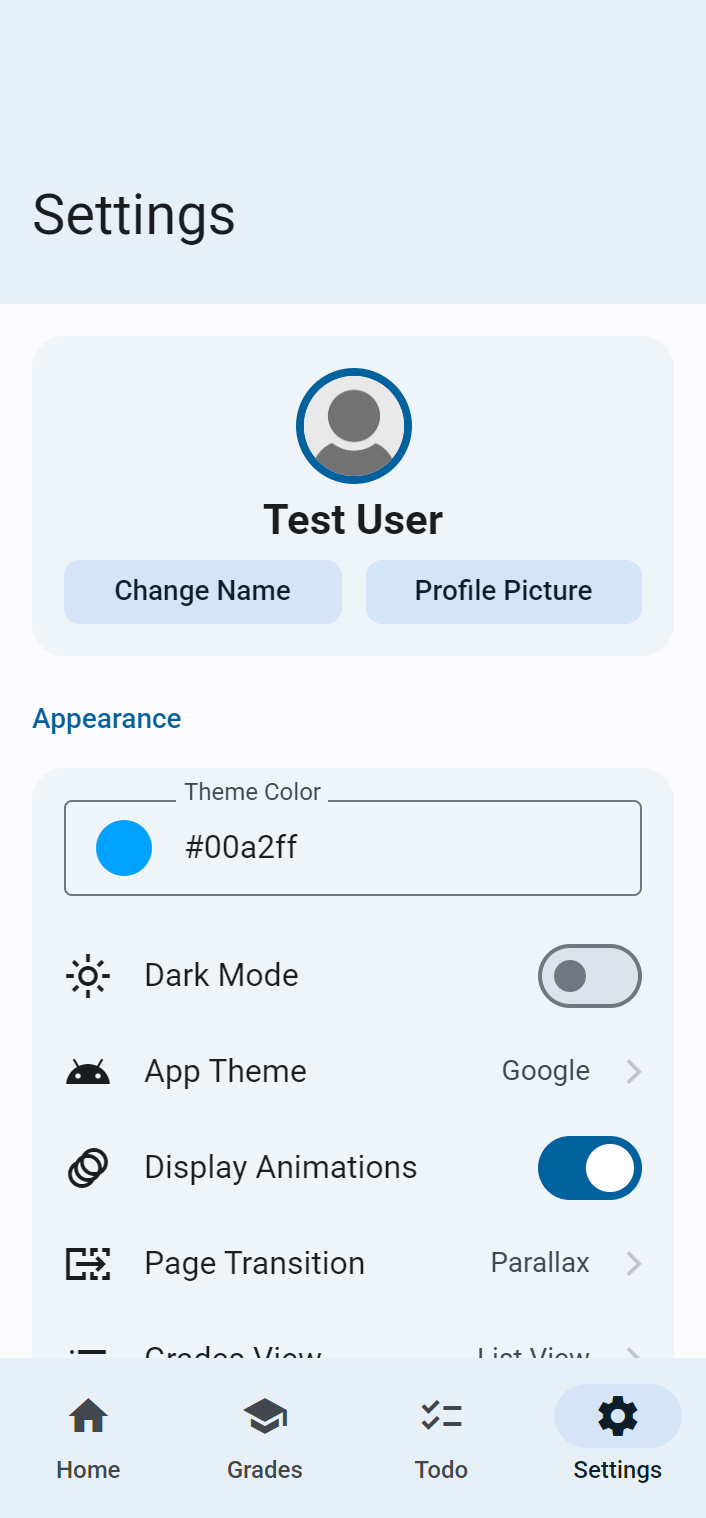 Settings
Test User
Change Name
Profile Picture
Appearance
Theme Color
#00a2ff
Dark Mode
App Theme
Google
Display Animations
Page Transition
Parallax
Grades View
List View
Home
Grades
Todo
Settings